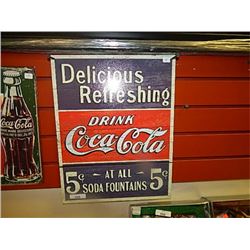 Delicious
Refreshing
DRINK
Coca-Cola
5¢ AT ALL 5¢
SODA FOUNTAINS
Coca-Cola